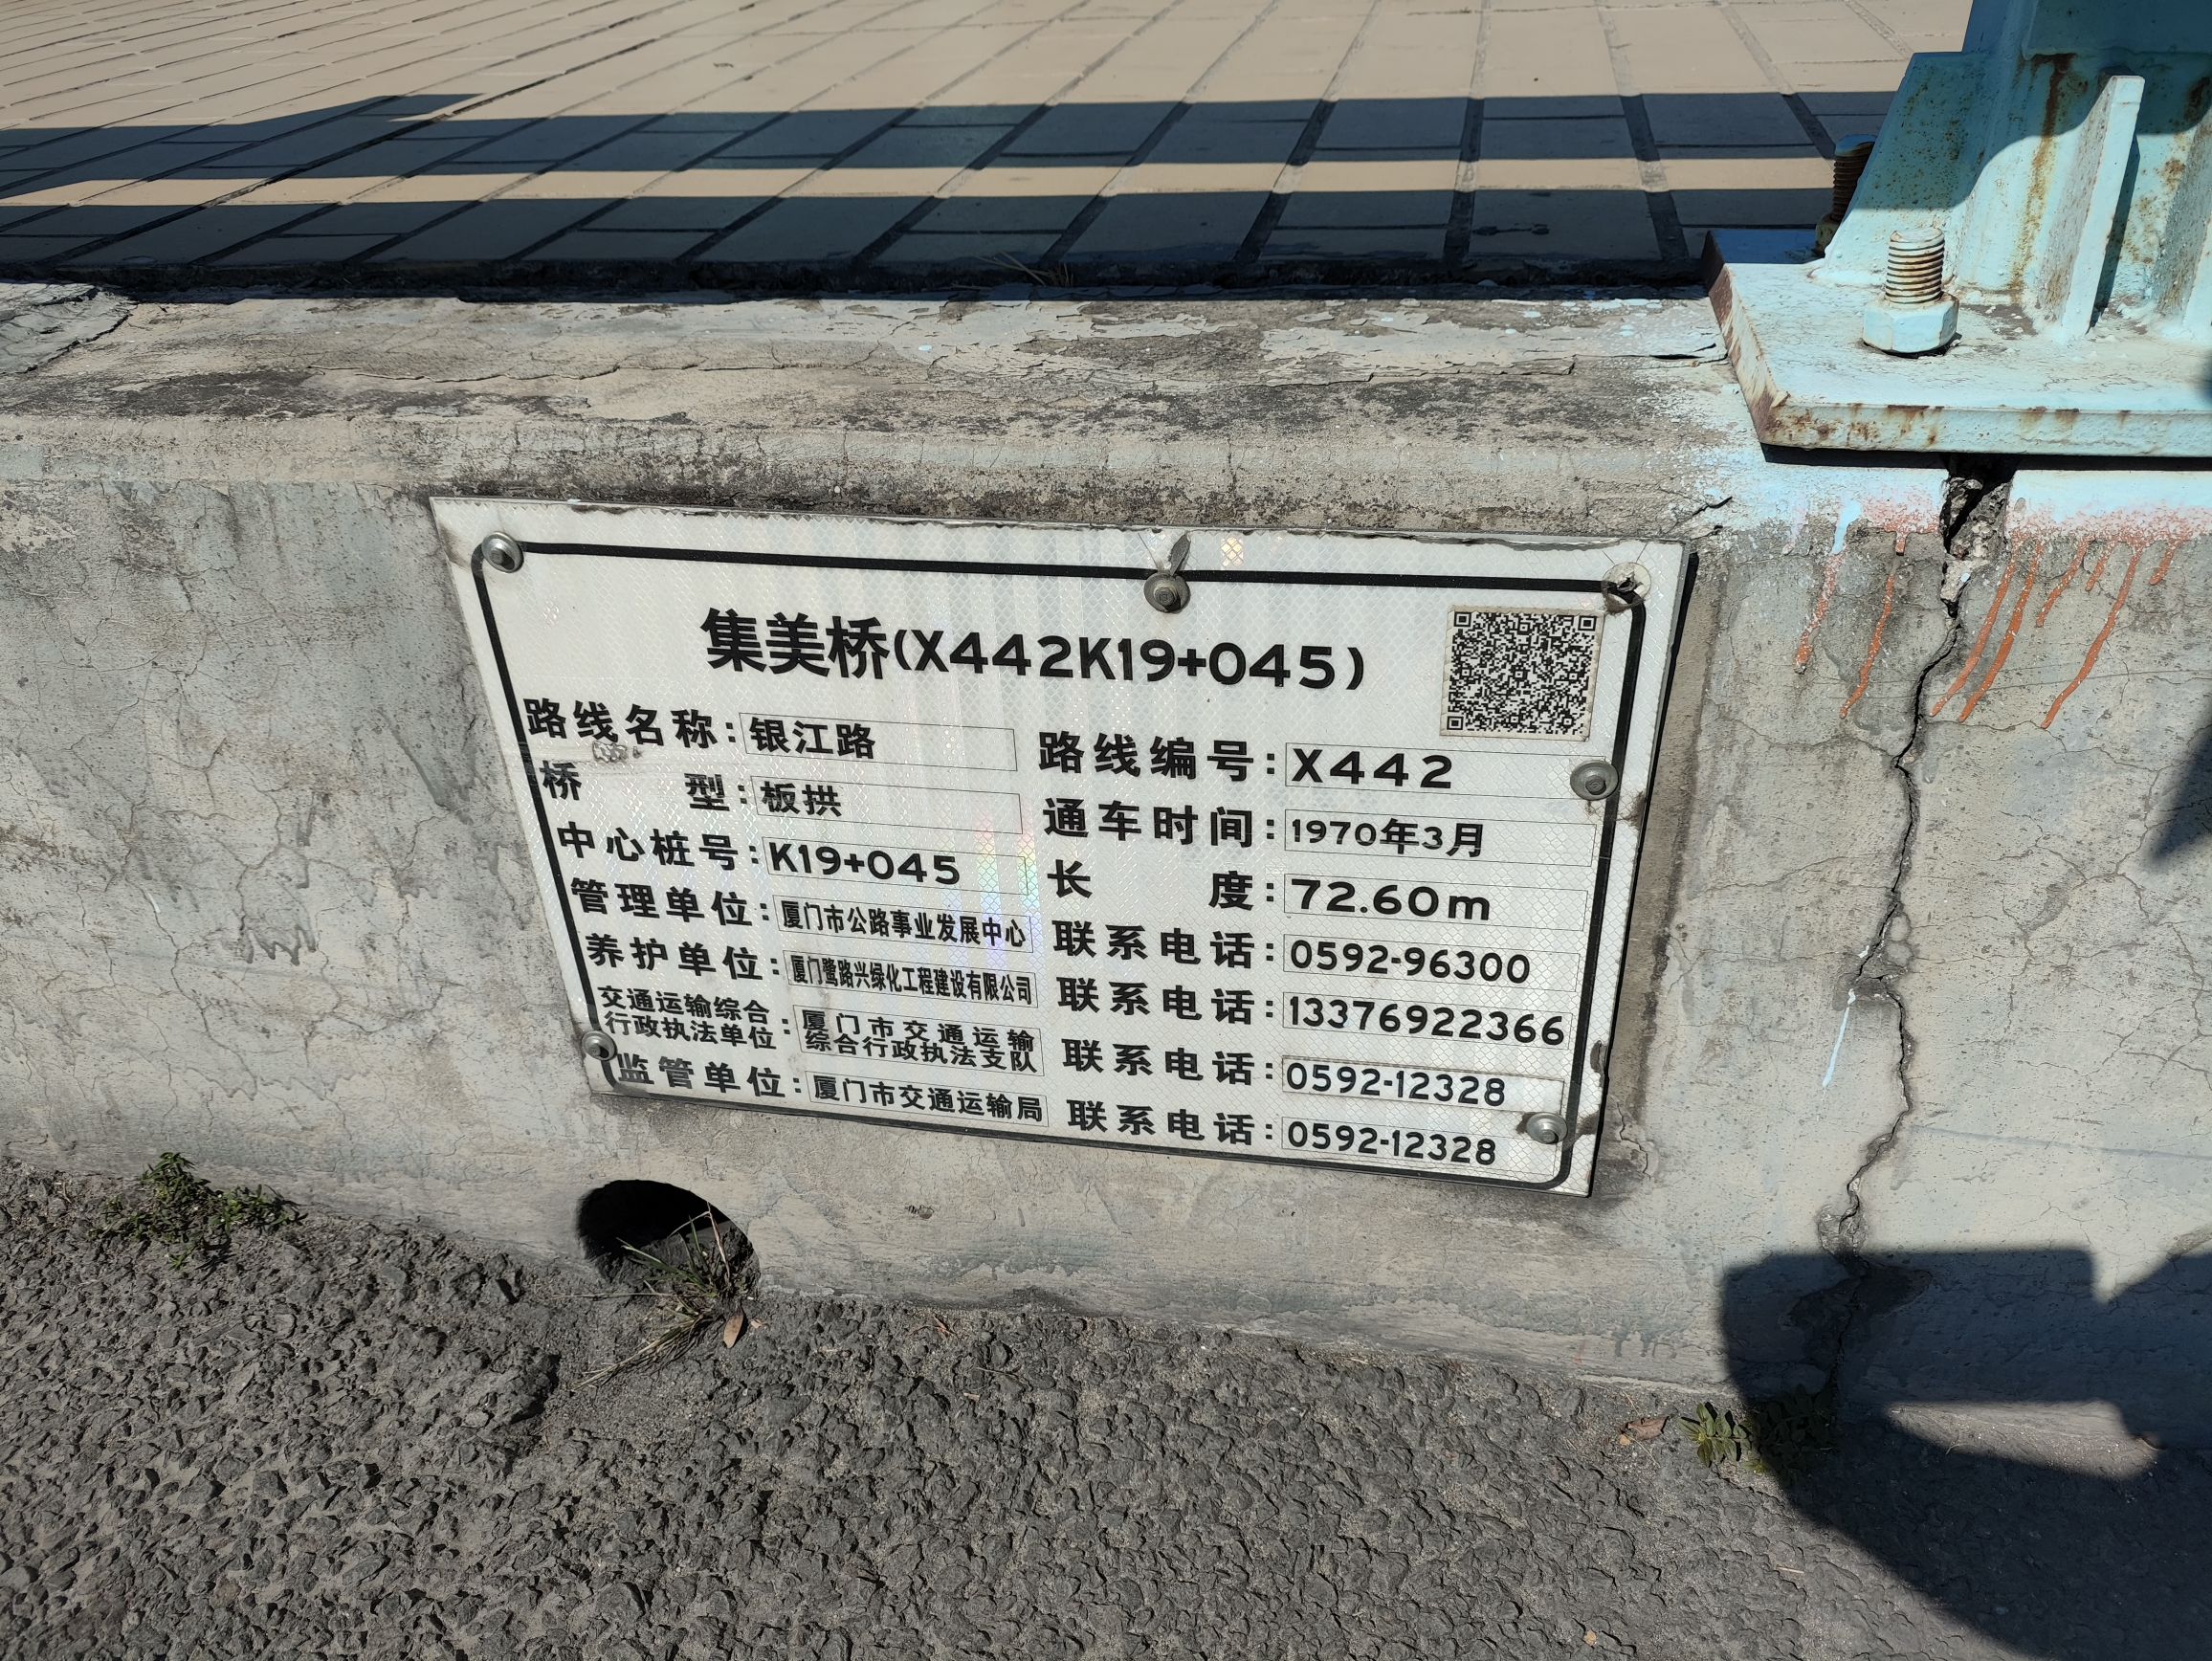 集美桥(X442K19+045)
路线名称:银江路
路线编号:X442
桥型:板拱
通车时间:1970年3月
中心桩号:K19+045
长度:72.60m
管理单位:厦门市公路事业发展中心
联系电话:0592-96300
养护单位:厦门鹭路兴绿化工程建设有限公司
联系电话:13376922366
交通运输综合
行政执法单位:厦门市交通运输
综合行政执法支队
联系电话:0592-12328
监管单位:厦门市交通运输局
联系电话:0592-12328